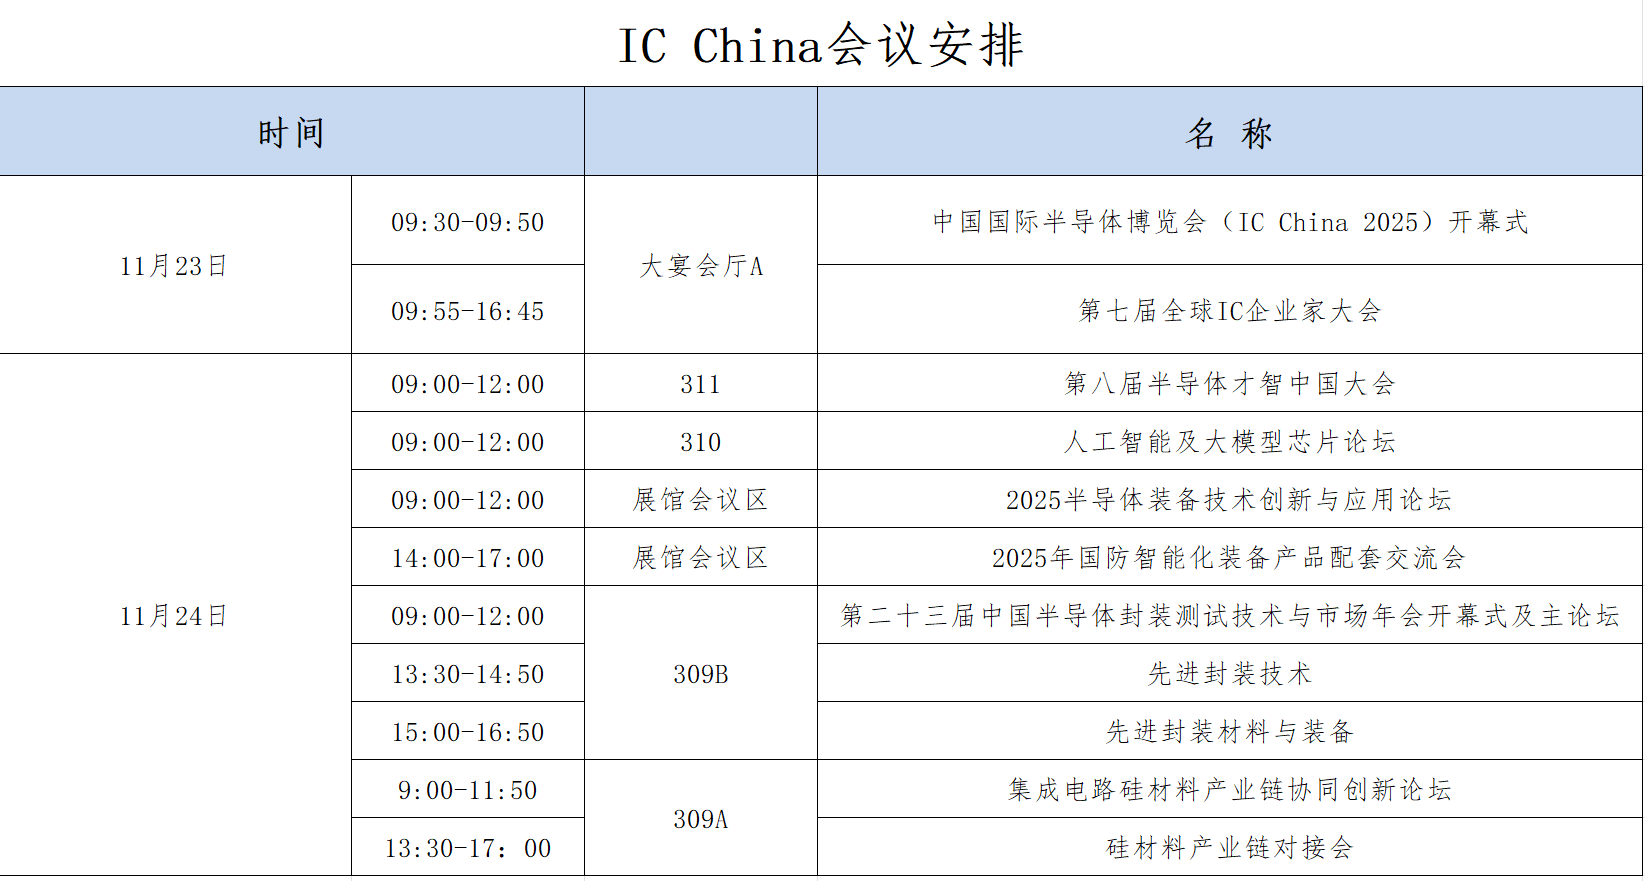 IC China会议安排
时间 名 称
11月23日 09:30-09:50 大宴会厅A 中国国际半导体博览会（IC China 2025）开幕式
09:55-16:45 第七届全球IC企业家大会
11月24日 09:00-12:00 311 第八届半导体才智中国大会
09:00-12:00 310 人工智能及大模型芯片论坛
09:00-12:00 展馆会议区 2025半导体装备技术创新与应用论坛
14:00-17:00 展馆会议区 2025年国防智能化装备产品配套交流会
09:00-12:00 309B 第二十三届中国半导体封装测试技术与市场年会开幕式及主论坛
13:30-14:50 先进封装技术
15:00-16:50 先进封装材料与装备
9:00-11:50 309A 集成电路硅材料产业链协同创新论坛
13:30-17：00 硅材料产业链对接会